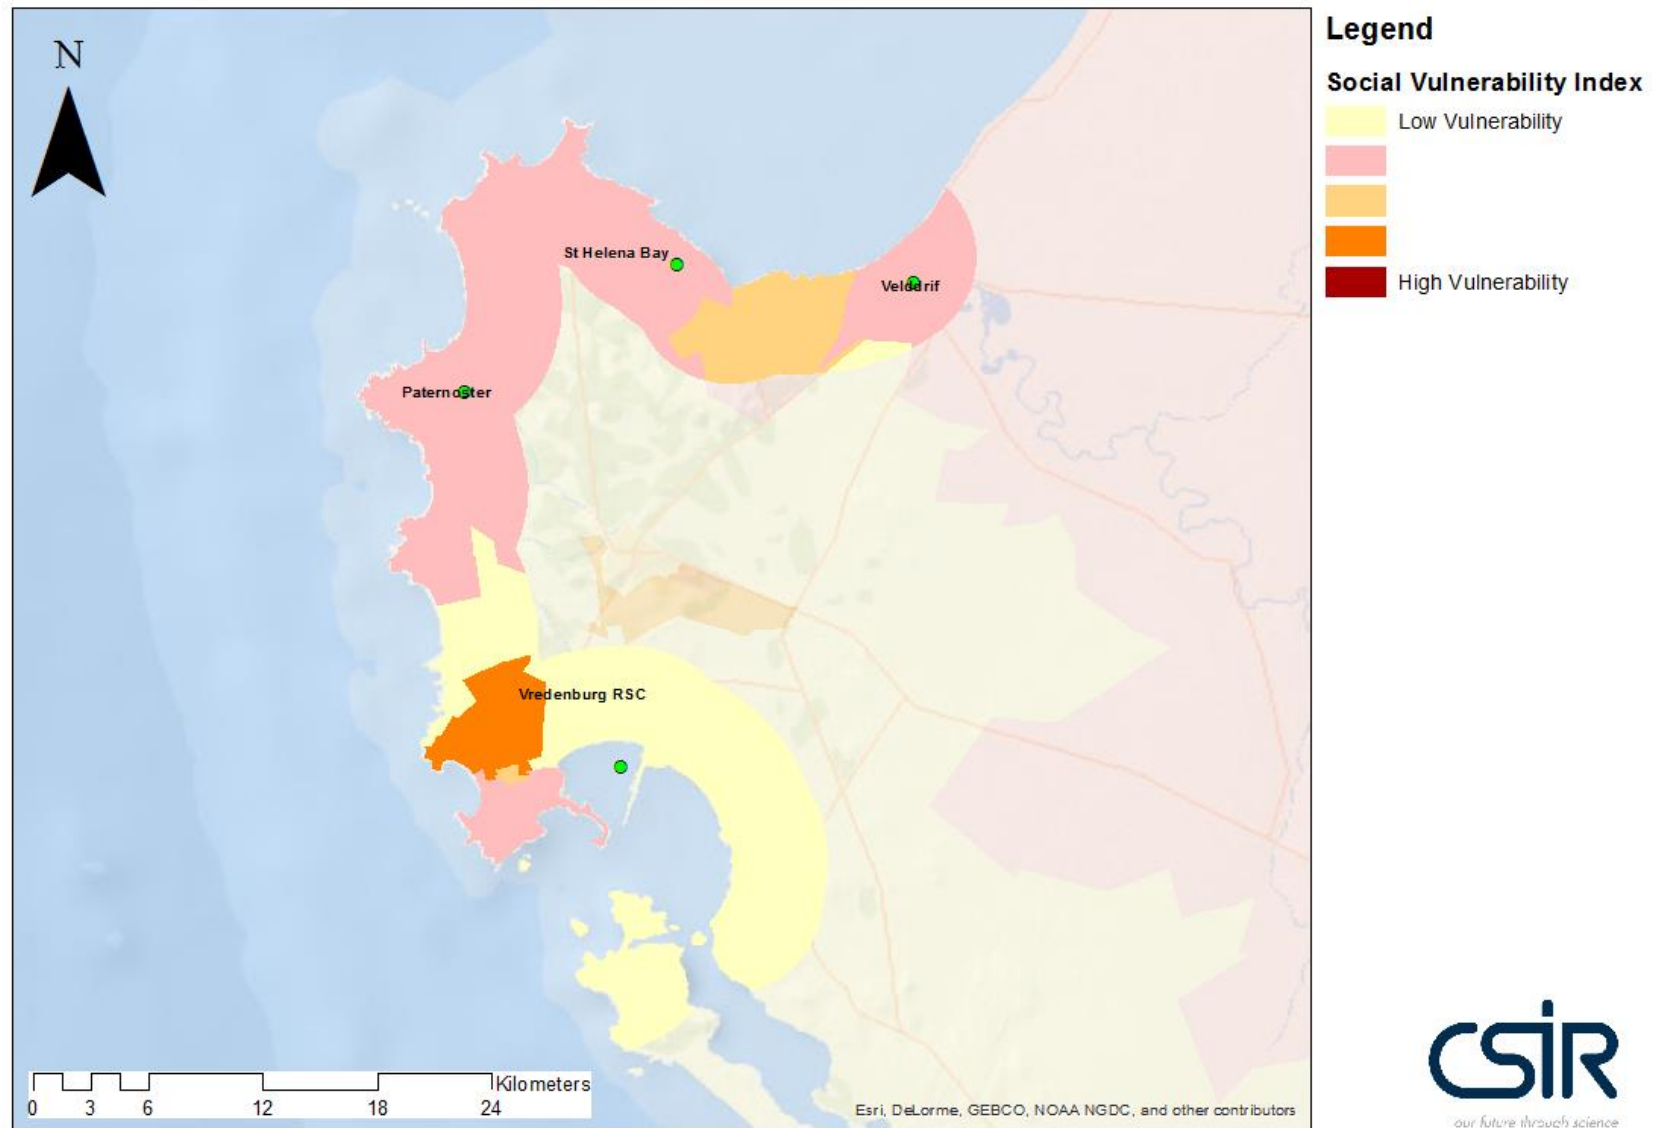 N
St Helena Bay
Velddrif
Paternoster
Vredenburg RSC
Kilometers
0 3 6 12 18 24
Esri, DeLorme, GEBCO, NOAA NGDC, and other contributors
Legend
Social Vulnerability Index
Low Vulnerability
High Vulnerability
CSIR
our future through science